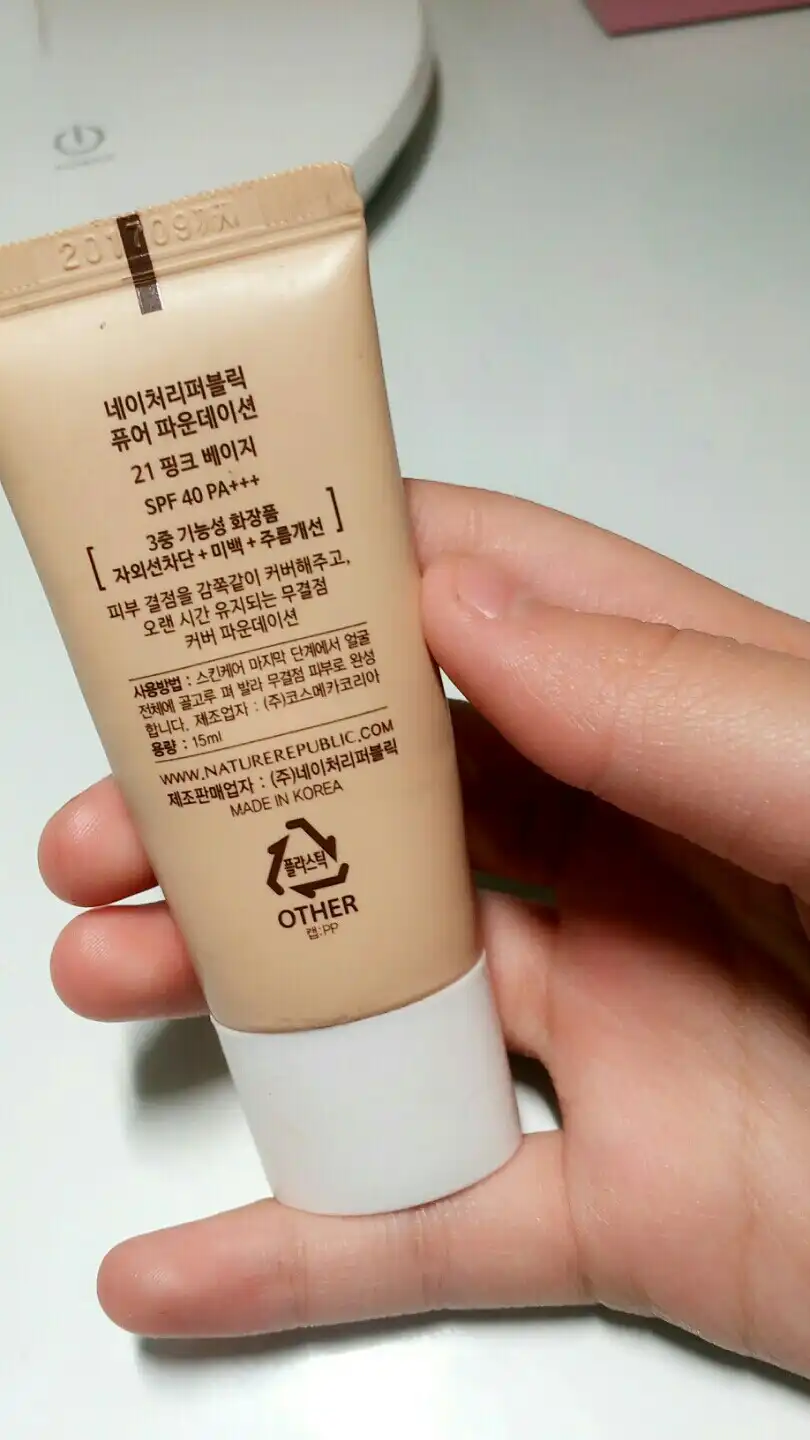 201709
네이처리퍼블릭
퓨어 파운데이션
21 핑크 베이지
SPF 40 PA+++
3중 기능성 화장품
[자외선차단+미백+주름개선]
피부 결점을 감쪽같이 커버해주고,
오랜 시간 유지되는 무결점
커버 파운데이션
사용방법 : 스킨케어 마지막 단계에서 얼굴
전체에 골고루 펴 발라 무결점 피부로 완성
합니다. 제조업자 : (주)코스메카코리아
용량 : 15ml
WWW.NATUREREPUBLIC.COM
제조판매업자 : (주)네이처리퍼블릭
MADE IN KOREA
플라스틱
OTHER
캡:PP